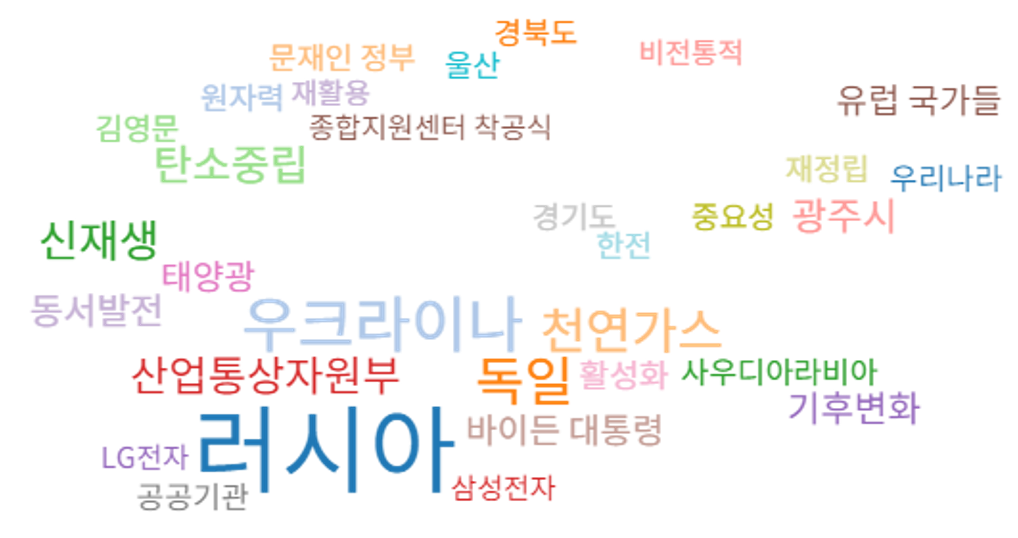 경북도
비전통적
문재인 정부
울산
원자력
재활용
유럽 국가들
김영문
종합지원센터 착공식
탄소중립
재정립
우리나라
경기도
중요성
광주시
신재생
한전
태양광
동서발전
우크라이나
천연가스
산업통상자원부
독일
활성화
사우디아라비아
기후변화
러시아
바이든 대통령
LG전자
삼성전자
공공기관